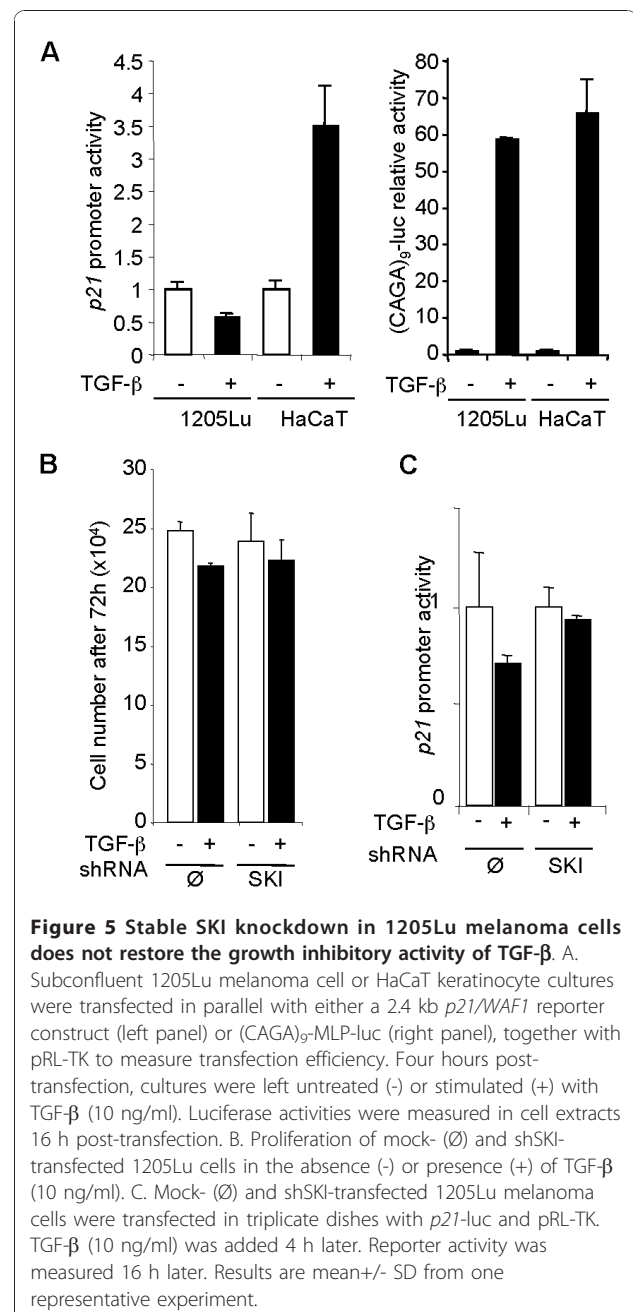 A
4.5
4
3.5
3
2.5
2
1.5
1
0.5
0
p21 promoter activity
TGF-β - + - +
1205Lu HaCaT
80
70
60
50
40
30
20
10
0
(CAGA)9-luc relative activity
TGF-β - + - +
1205Lu HaCaT
B
30
25
20
15
10
5
0
Cell number after 72h (x10⁴)
TGF-β - + - +
shRNA Ø SKI
C
1
0
p21 promoter activity
TGF-β - + - +
shRNA Ø SKI
Figure 5 Stable SKI knockdown in 1205Lu melanoma cells
does not restore the growth inhibitory activity of TGF-β. A.
Subconfluent 1205Lu melanoma cell or HaCaT keratinocyte cultures
were transfected in parallel with either a 2.4 kb p21/WAF1 reporter
construct (left panel) or (CAGA)9-MLP-luc (right panel), together with
pRL-TK to measure transfection efficiency. Four hours post-
transfection, cultures were left untreated (-) or stimulated (+) with
TGF-β (10 ng/ml). Luciferase activities were measured in cell extracts
16 h post-transfection. B. Proliferation of mock- (Ø) and shSKI-
transfected 1205Lu cells in the absence (-) or presence (+) of TGF-β
(10 ng/ml). C. Mock- (Ø) and shSKI-transfected 1205Lu melanoma
cells were transfected in triplicate dishes with p21-luc and pRL-TK.
TGF-β (10 ng/ml) was added 4 h later. Reporter activity was
measured 16 h later. Results are mean+/- SD from one
representative experiment.